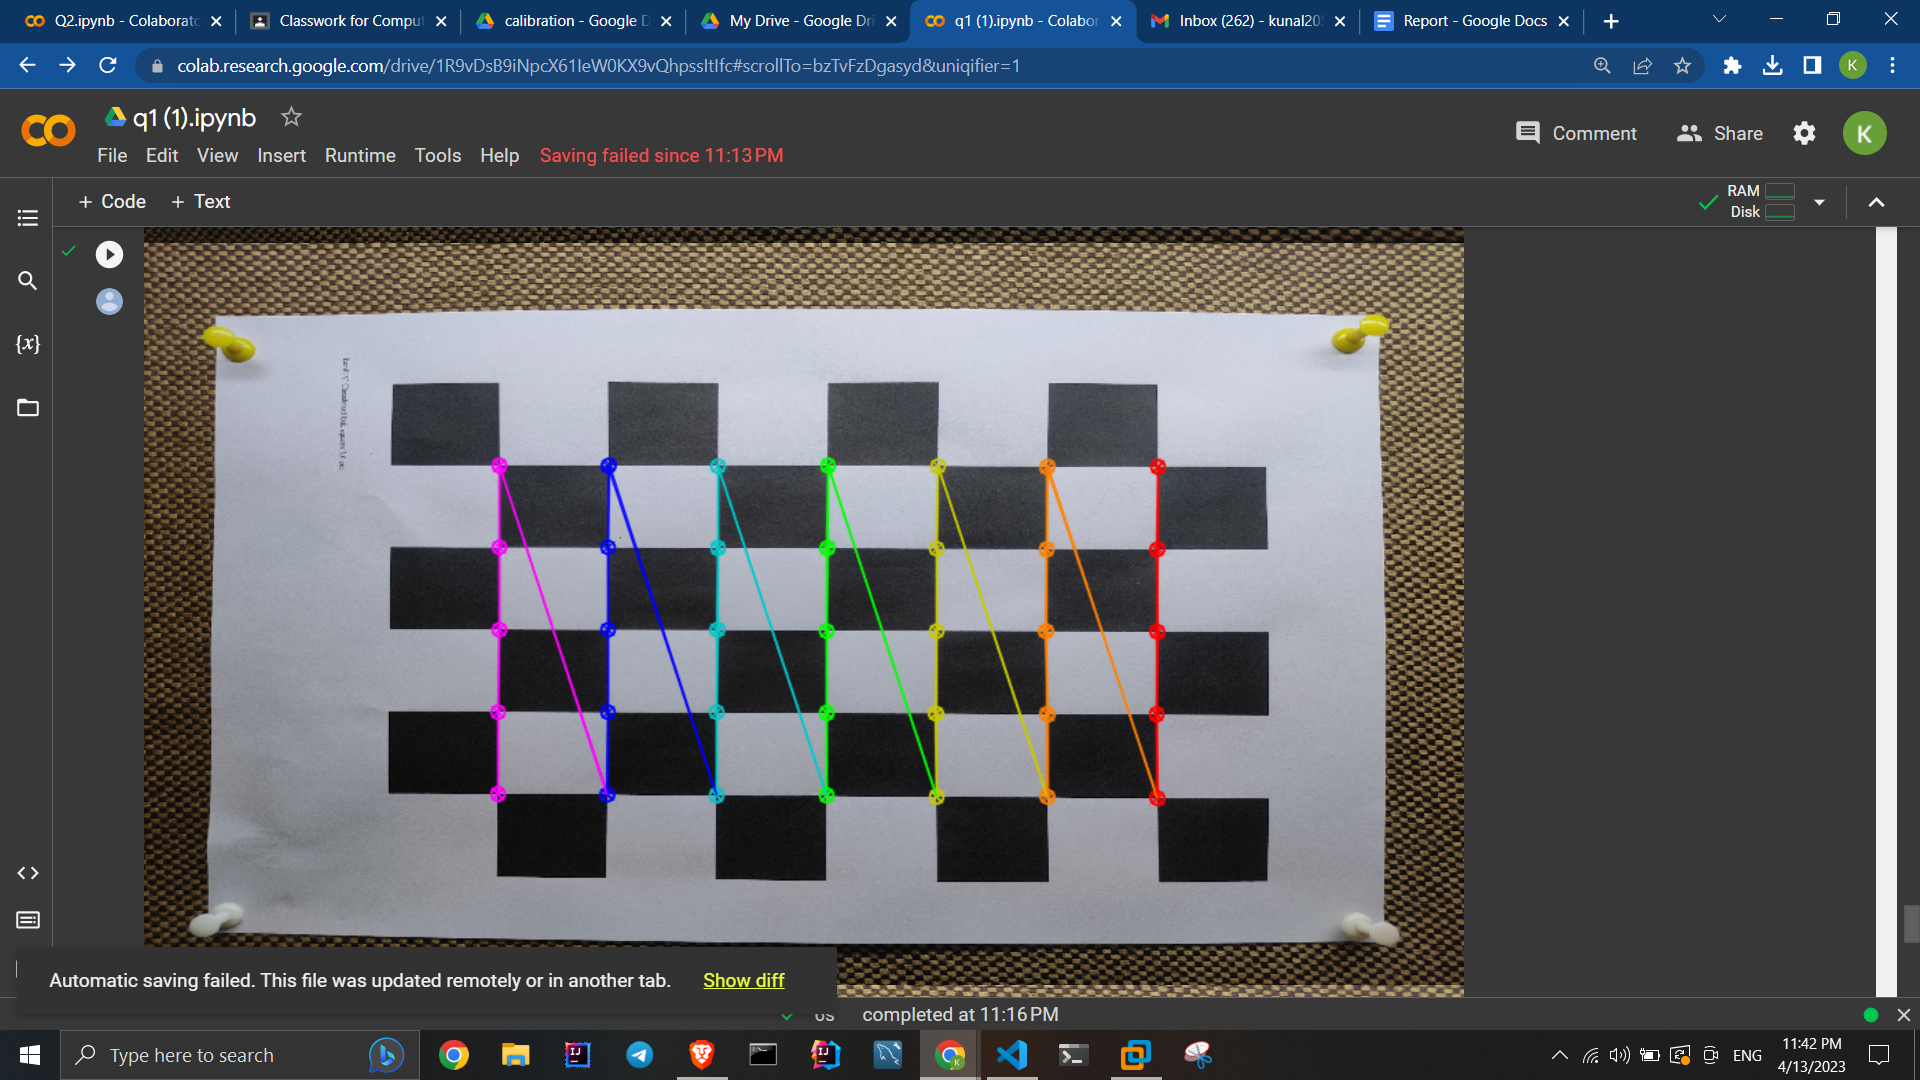 Q2.ipynb - Colaborato
Classwork for Comput
calibration - Google D
My Drive - Google Dri
q1 (1).ipynb - Colabor
Inbox (262) - kunal205
Report - Google Docs
colab.research.google.com/drive/1R9vDsB9iNpcX61IeW0KX9vQhpssItIfc#scrollTo=bzTvFzDgasyd&uniqifier=1
K
q1 (1).ipynb
Comment
Share
K
File Edit View Insert Runtime Tools Help Saving failed since 11:13 PM
+ Code + Text
RAM
Disk
{x}
Automatic saving failed. This file was updated remotely or in another tab. Show diff
0s completed at 11:16 PM
Type here to search
ENG
11:42 PM
4/13/2023